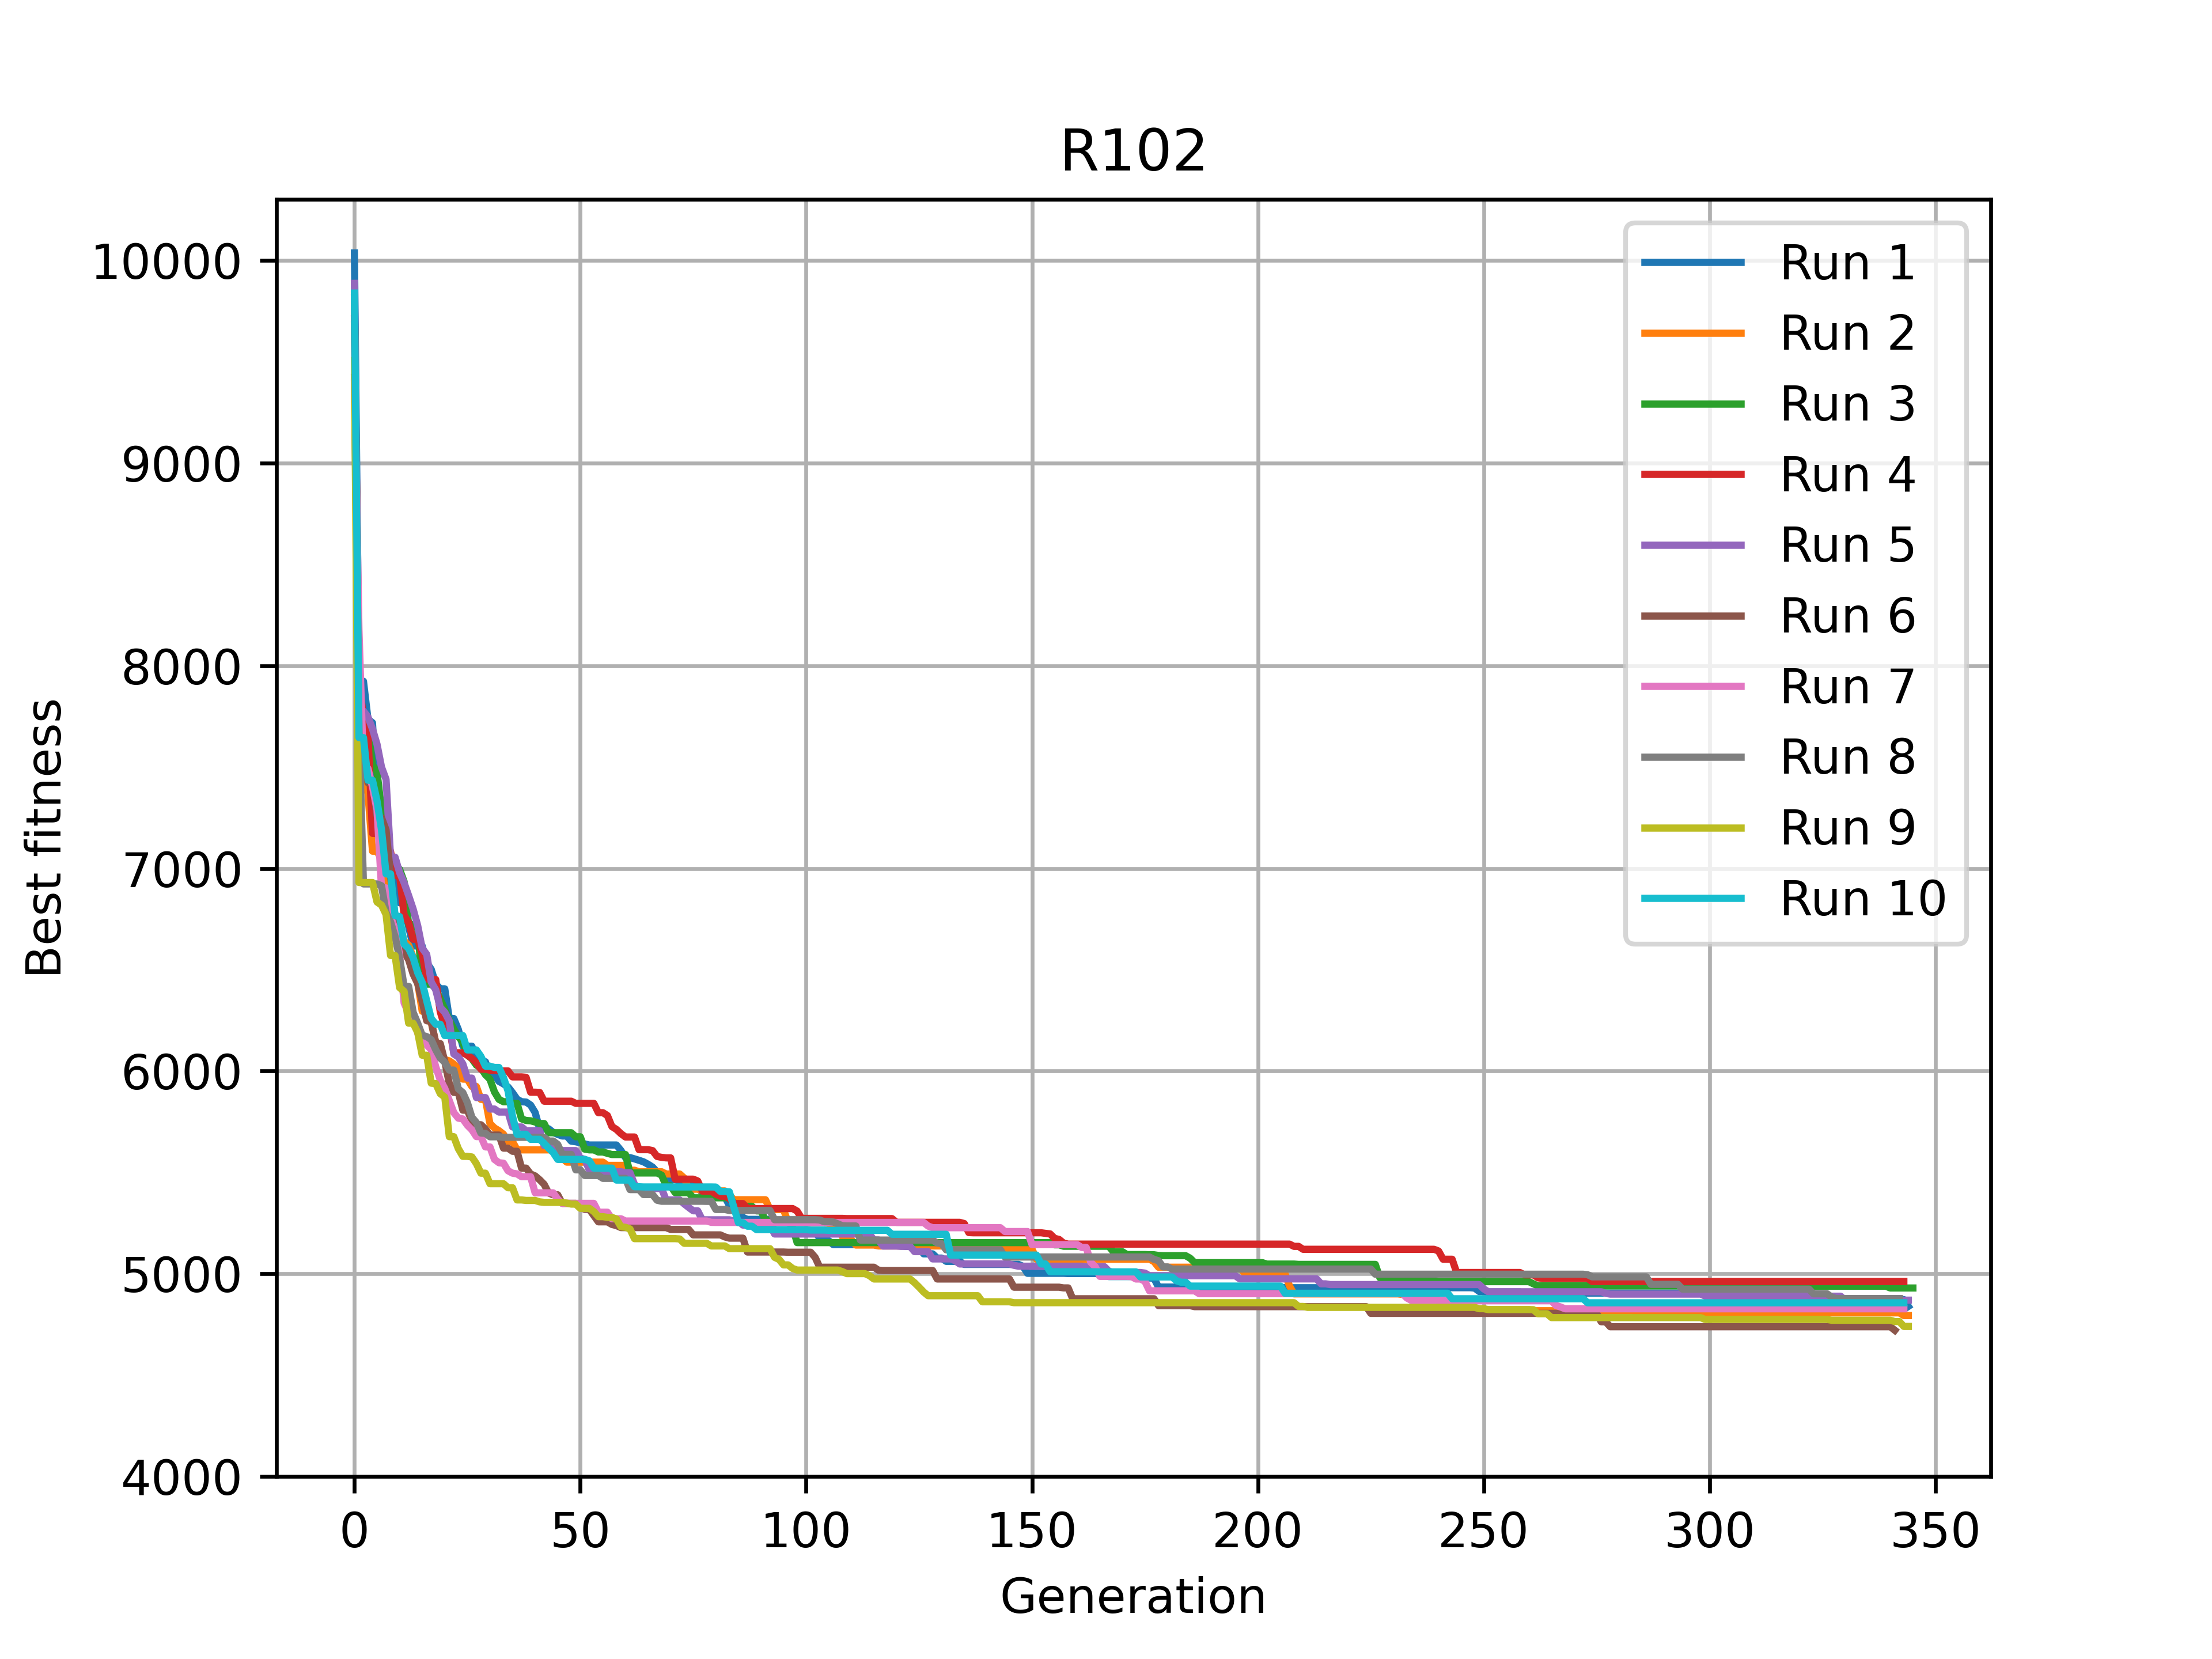 R102
Best fitness
10000
9000
8000
7000
6000
5000
4000
0 50 100 150 200 250 300 350
Generation
Run 1
Run 2
Run 3
Run 4
Run 5
Run 6
Run 7
Run 8
Run 9
Run 10